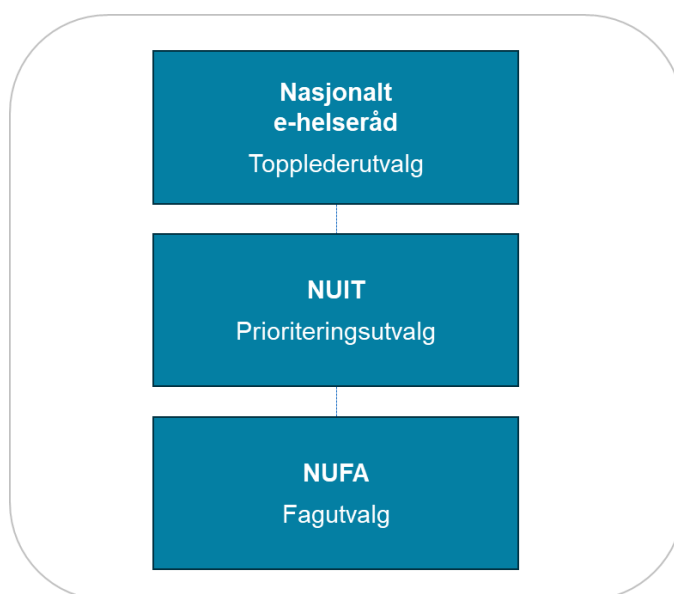 Nasjonalt
e-helseråd
Topplederutvalg
NUIT
Prioriteringsutvalg
NUFA
Fagutvalg